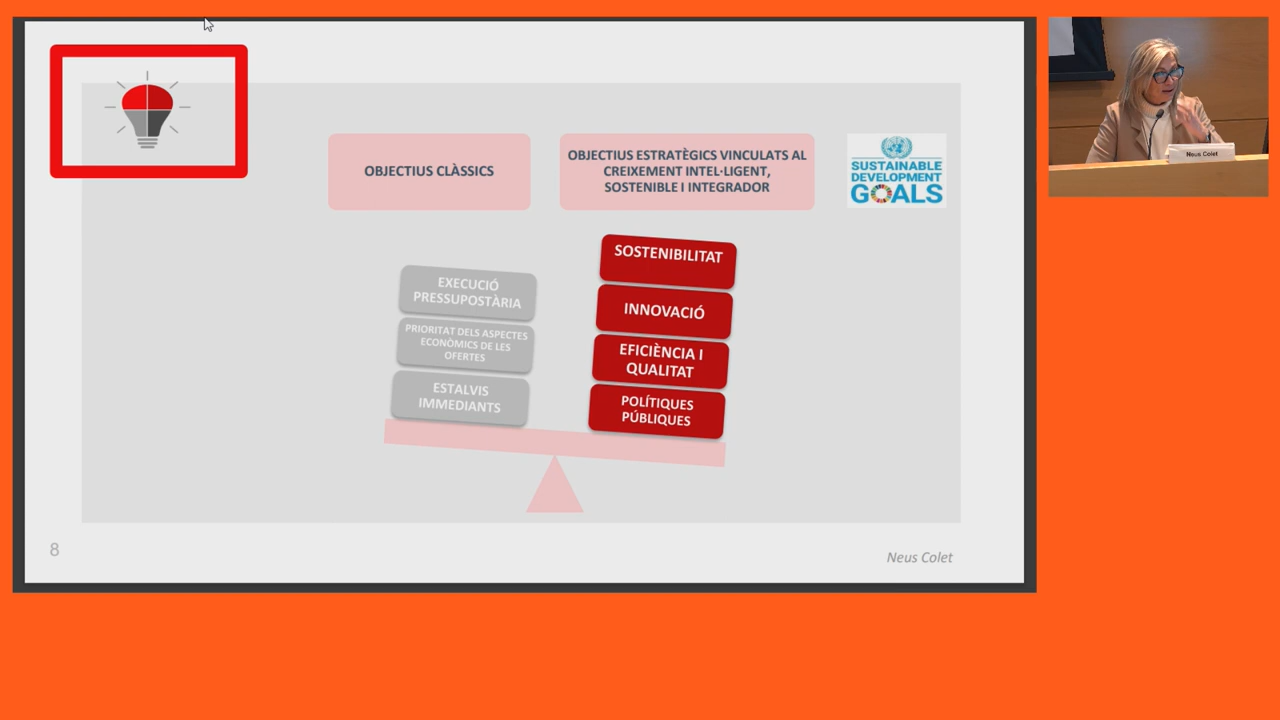 OBJECTIUS CLÀSSICS
OBJECTIUS ESTRATÈGICS VINCULATS AL
CREIXEMENT INTEL·LIGENT,
SOSTENIBLE I INTEGRADOR
SUSTAINABLE
DEVELOPMENT
GOALS
EXECUCIÓ
PRESSUPOSTÀRIA
PRIORITAT DELS ASPECTES
ECONÒMICS DE LES
OFERTES
ESTALVIS
IMMEDIANTS
SOSTENIBILITAT
INNOVACIÓ
EFICIÈNCIA I
QUALITAT
POLÍTIQUES
PÚBLIQUES
8
Neus Colet
Neus Colet